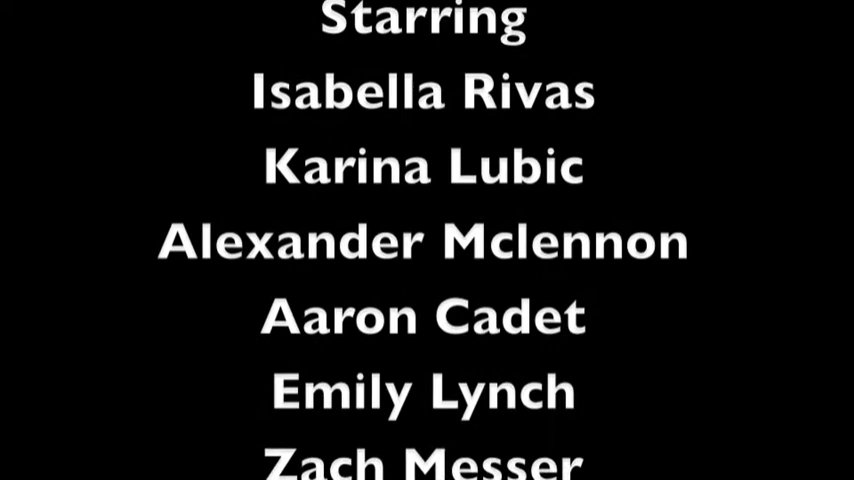 Starring
Isabella Rivas
Karina Lubic
Alexander Mclennon
Aaron Cadet
Emily Lynch
Zach Messer